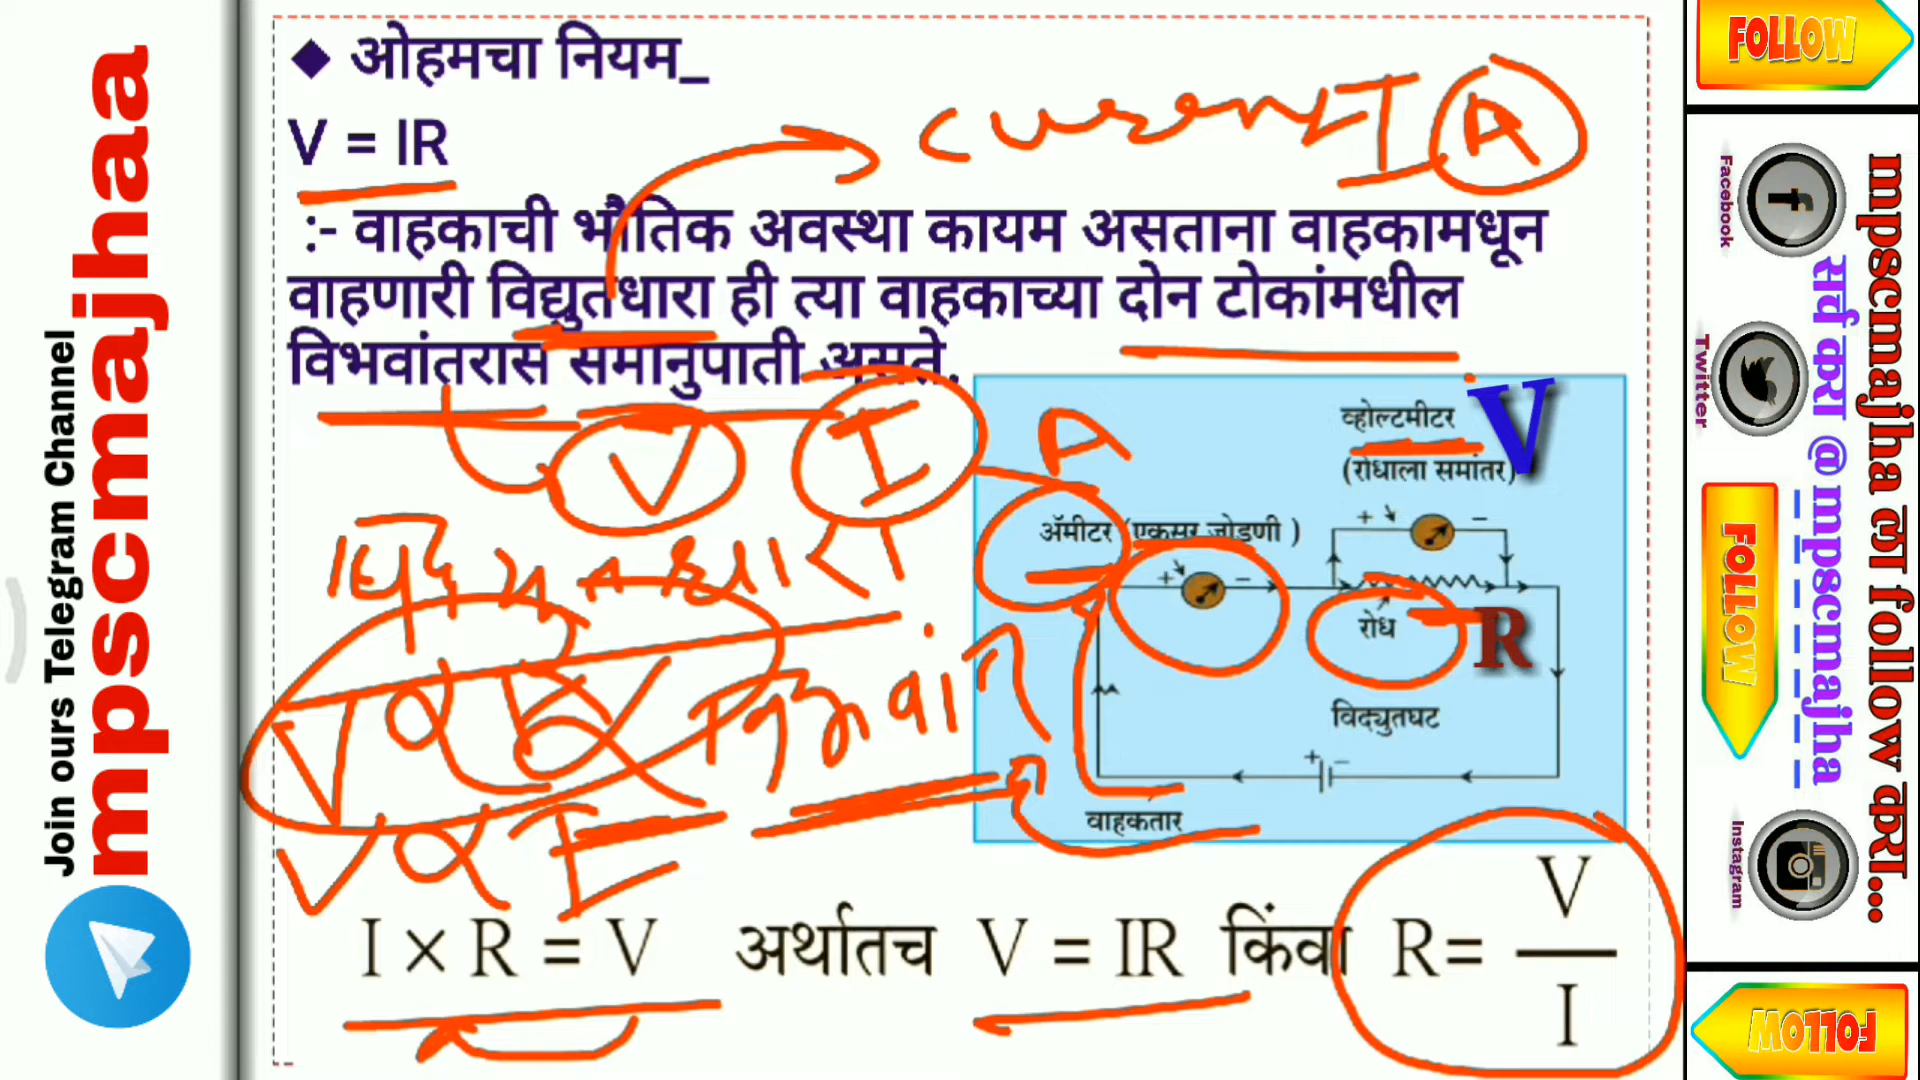 Join ours Telegram Channel
mpscmajhaa
◆ ओहमचा नियम_
V = IR
current I A
:- वाहकाची भौतिक अवस्था कायम असताना वाहकामधून
वाहणारी विद्युतधारा ही त्या वाहकाच्या दोन टोकांमधील
विभवांतरास समानुपाती असते.
V I A
व्होल्टमीटर V
(रोधाला समांतर)
अ‍ॅमीटर (एकसर जोडणी )
+ -
+ -
रोध R
विद्युतघट
+ -
वाहकतार
V ∝ I
I × R = V अर्थातच V = IR किंवा R = V / I
FOLLOW
Facebook
Twitter
FOLLOW
Instagram
सर्व करा @mpscmajha
mpscmajha ला follow करा...
FOLLOW